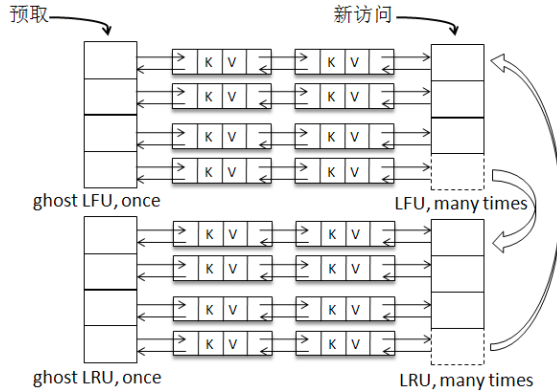 预取
新访问
K V K V
K V K V
K V K V
K V K V
ghost LFU, once
LFU, many times
K V K V
K V K V
K V K V
K V K V
ghost LRU, once
LRU, many times